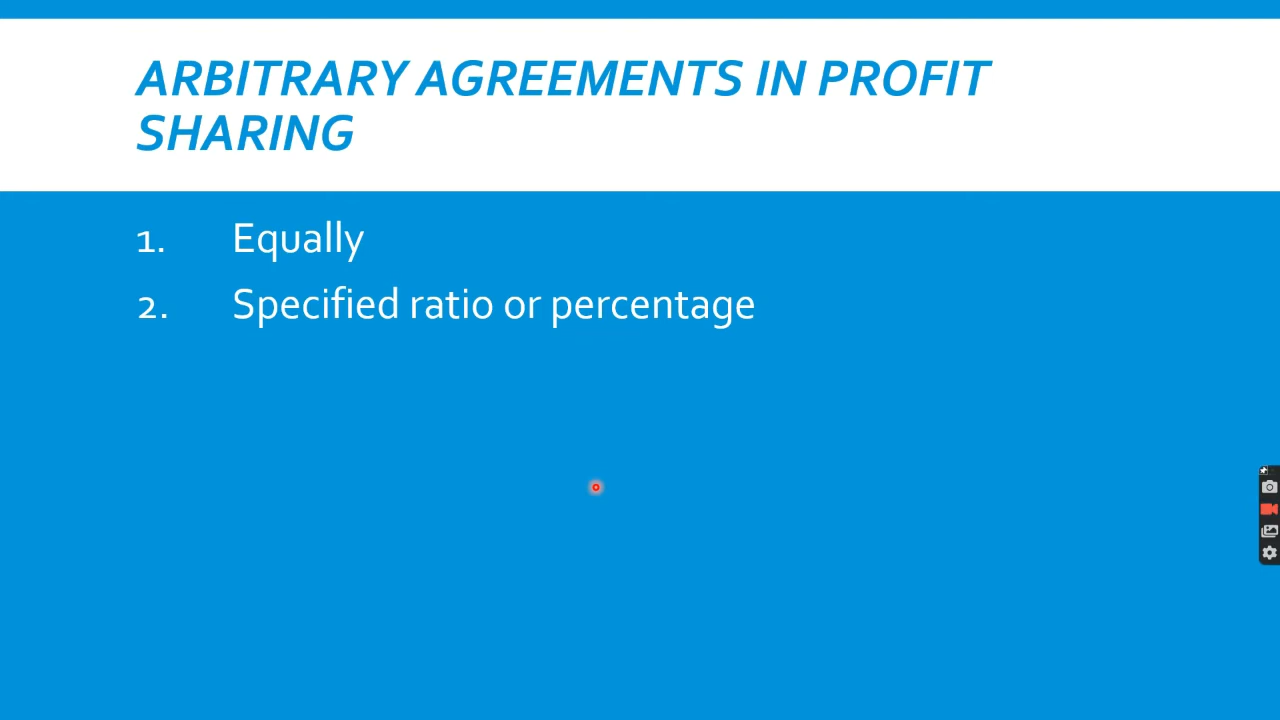 ARBITRARY AGREEMENTS IN PROFIT
SHARING
1. Equally
2. Specified ratio or percentage